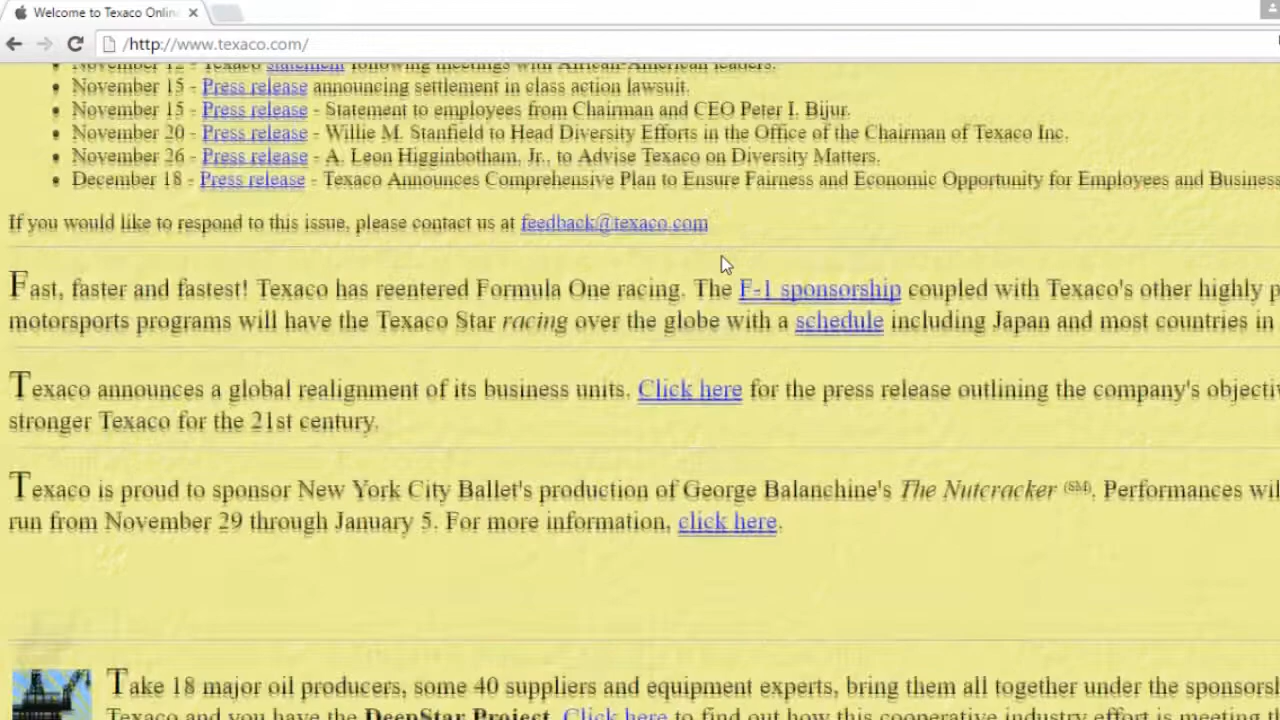 Welcome to Texaco Onlin
/http://www.texaco.com/
November 12 - Texaco statement following meetings with African-American leaders.
• November 15 - Press release announcing settlement in class action lawsuit.
• November 15 - Press release - Statement to employees from Chairman and CEO Peter I. Bijur.
• November 20 - Press release - Willie M. Stanfield to Head Diversity Efforts in the Office of the Chairman of Texaco Inc.
• November 26 - Press release - A. Leon Higginbotham, Jr., to Advise Texaco on Diversity Matters.
• December 18 - Press release - Texaco Announces Comprehensive Plan to Ensure Fairness and Economic Opportunity for Employees and Business
If you would like to respond to this issue, please contact us at feedback@texaco.com
Fast, faster and fastest! Texaco has reentered Formula One racing. The F-1 sponsorship coupled with Texaco's other highly p
motorsports programs will have the Texaco Star racing over the globe with a schedule including Japan and most countries in
Texaco announces a global realignment of its business units. Click here for the press release outlining the company's objecti
stronger Texaco for the 21st century.
Texaco is proud to sponsor New York City Ballet's production of George Balanchine's The Nutcracker (SM). Performances wil
run from November 29 through January 5. For more information, click here.
Take 18 major oil producers, some 40 suppliers and equipment experts, bring them all together under the sponsors
Texaco and you have the DeepStar Project. Click here to find out how this cooperative industry effort is meeting t